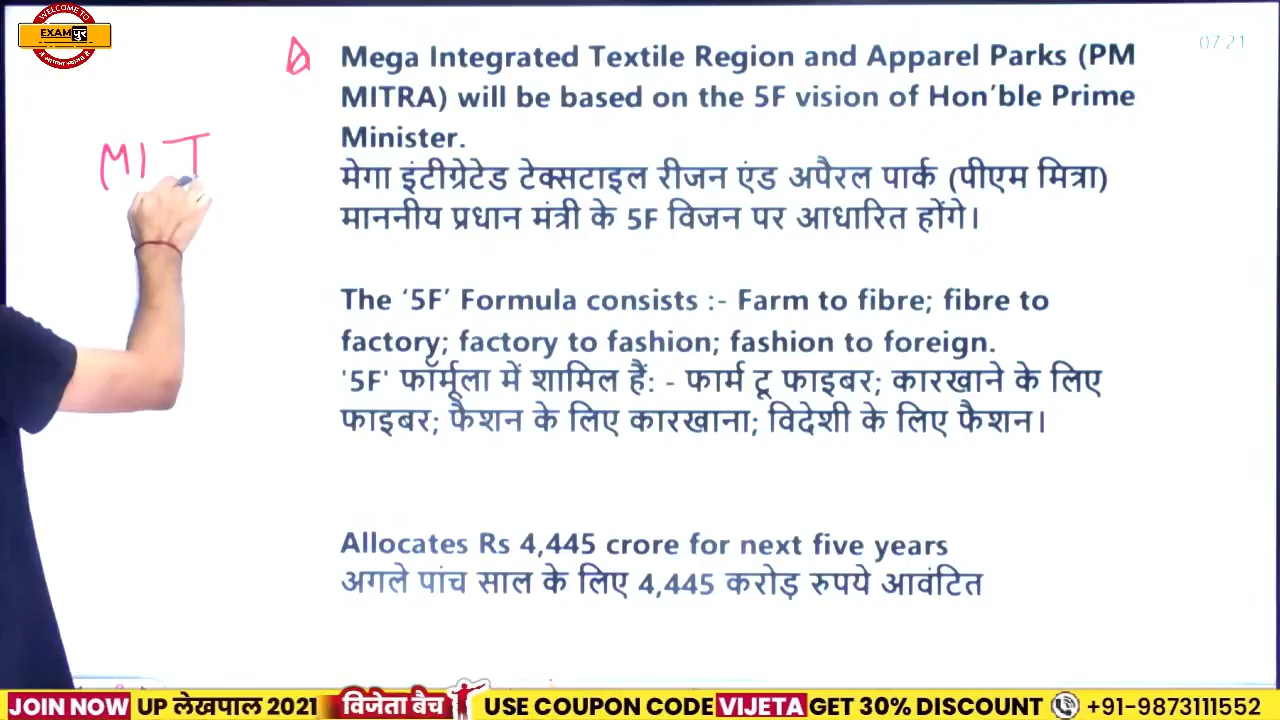 WELCOME TO
EXAMपुर
07:21
Mega Integrated Textile Region and Apparel Parks (PM
MITRA) will be based on the 5F vision of Hon’ble Prime
Minister.
MIT
मेगा इंटीग्रेटेड टेक्सटाइल रीजन एंड अपैरल पार्क (पीएम मित्रा)
माननीय प्रधान मंत्री के 5F विजन पर आधारित होंगे।
The ‘5F’ Formula consists :- Farm to fibre; fibre to
factory; factory to fashion; fashion to foreign.
'5F' फॉर्मूला में शामिल हैं: - फार्म टू फाइबर; कारखाने के लिए
फाइबर; फैशन के लिए कारखाना; विदेशी के लिए फैशन।
Allocates Rs 4,445 crore for next five years
अगले पांच साल के लिए 4,445 करोड़ रुपये आवंटित
JOIN NOW UP लेखपाल 2021 विजेता बैच USE COUPON CODE VIJETA GET 30% DISCOUNT +91-9873111552